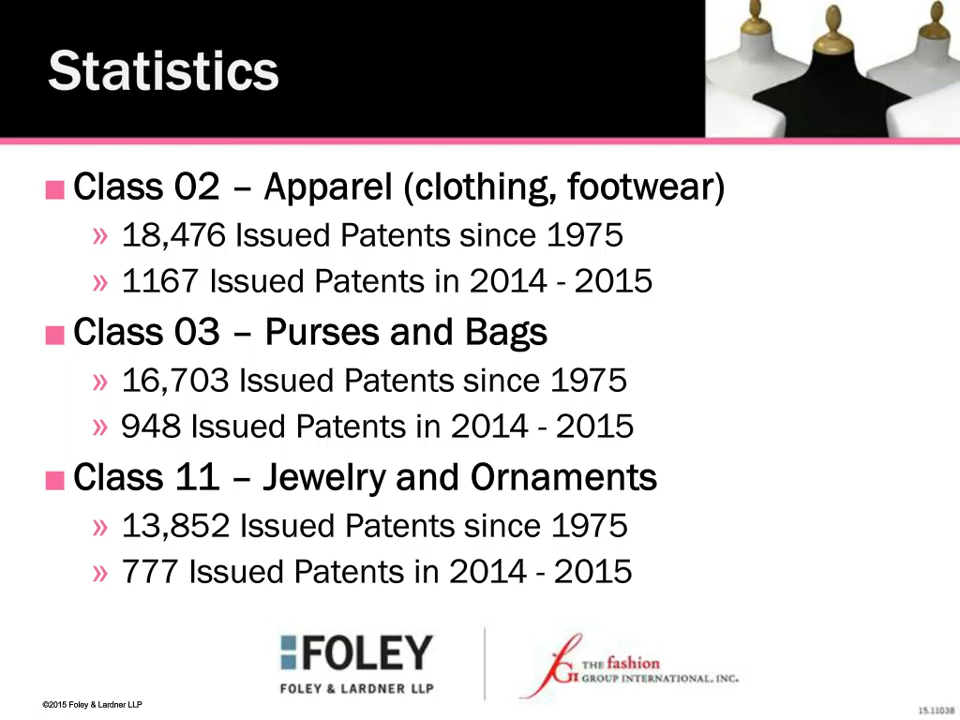 Statistics
Class 02 – Apparel (clothing, footwear)
» 18,476 Issued Patents since 1975
» 1167 Issued Patents in 2014 - 2015
Class 03 – Purses and Bags
» 16,703 Issued Patents since 1975
» 948 Issued Patents in 2014 - 2015
Class 11 – Jewelry and Ornaments
» 13,852 Issued Patents since 1975
» 777 Issued Patents in 2014 - 2015
FOLEY
FOLEY & LARDNER LLP
fGI
THE fashion
GROUP INTERNATIONAL, INC.
©2015 Foley & Lardner LLP
15.11038